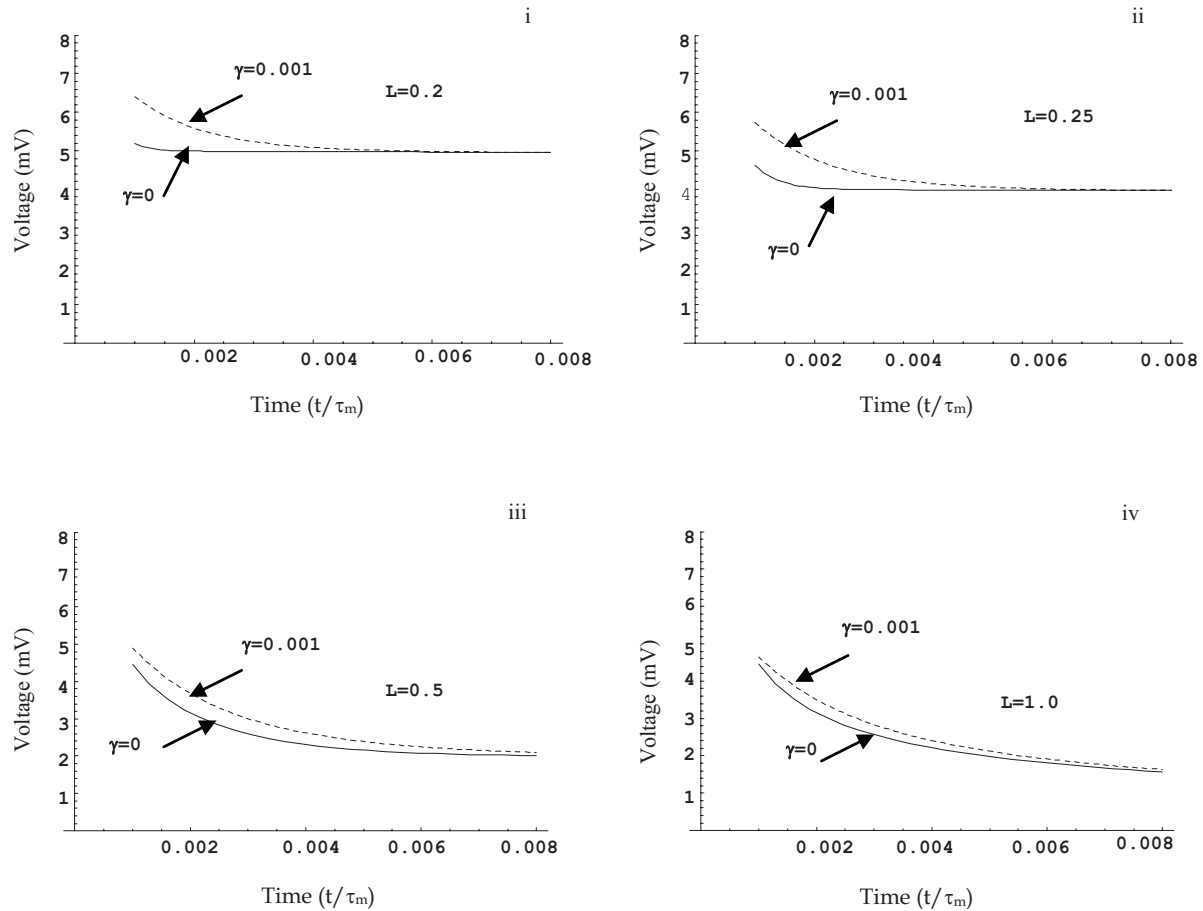 i
8
7
6
5
4
3
2
1
Voltage (mV)
γ=0.001
L=0.2
γ=0
0.002 0.004 0.006 0.008
Time (t/τm)
ii
8
7
6
5
4
3
2
1
Voltage (mV)
γ=0.001
L=0.25
γ=0
0.002 0.004 0.006 0.008
Time (t/τm)
iii
8
7
6
5
4
3
2
1
Voltage (mV)
γ=0.001
L=0.5
γ=0
0.002 0.004 0.006 0.008
Time (t/τm)
iv
8
7
6
5
4
3
2
1
Voltage (mV)
γ=0.001
L=1.0
γ=0
0.002 0.004 0.006 0.008
Time (t/τm)